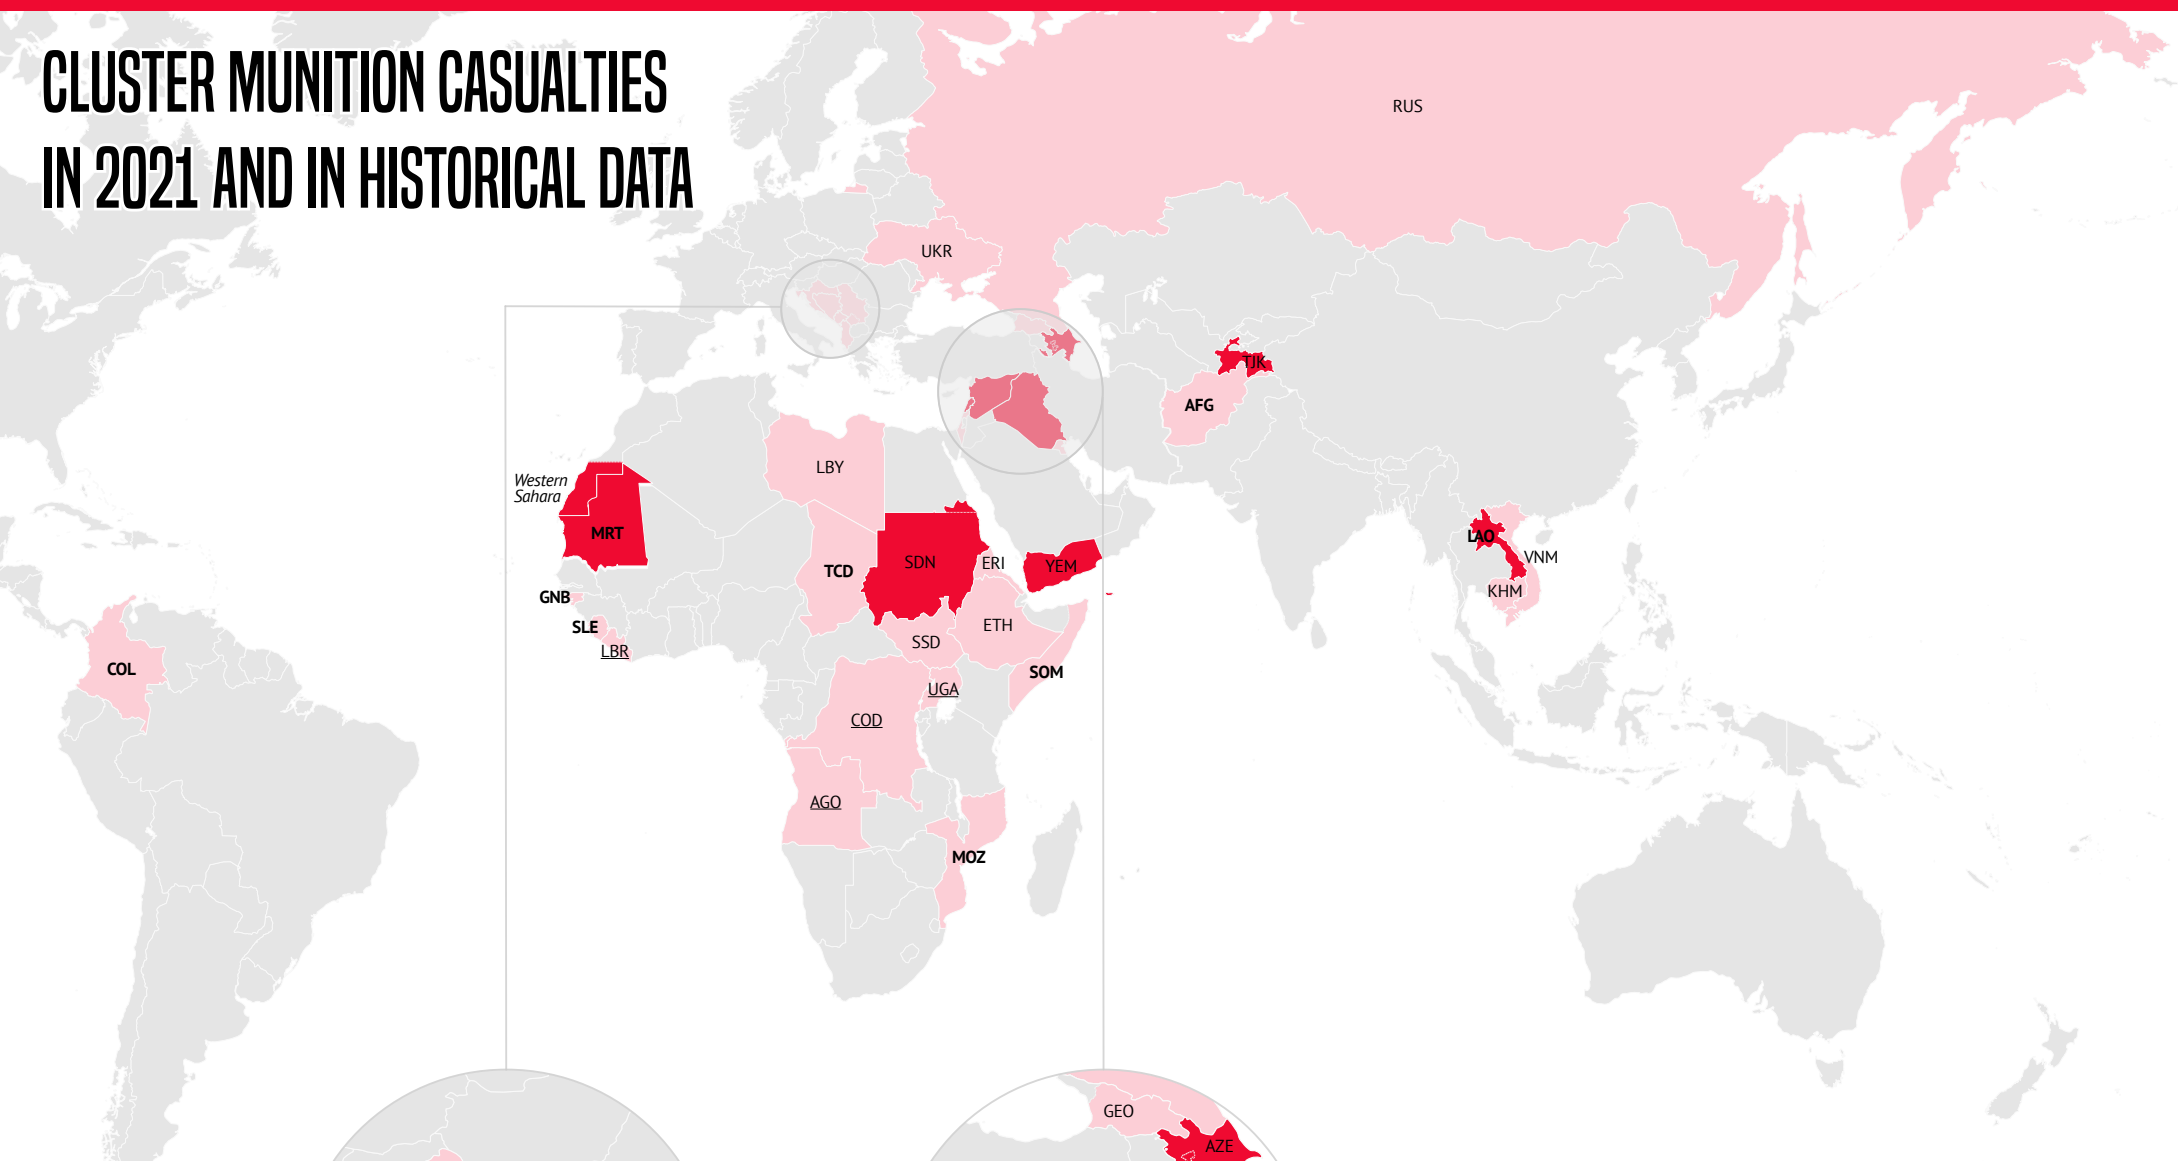 CLUSTER MUNITION CASUALTIES
IN 2021 AND IN HISTORICAL DATA
RUS
UKR
TJK
AFG
LBY
Western
Sahara
MRT
LAO
VNM
SDN
ERI
YEM
TCD
KHM
GNB
SLE
ETH
LBR
SSD
COL
SOM
UGA
COD
AGO
MOZ
GEO
AZE